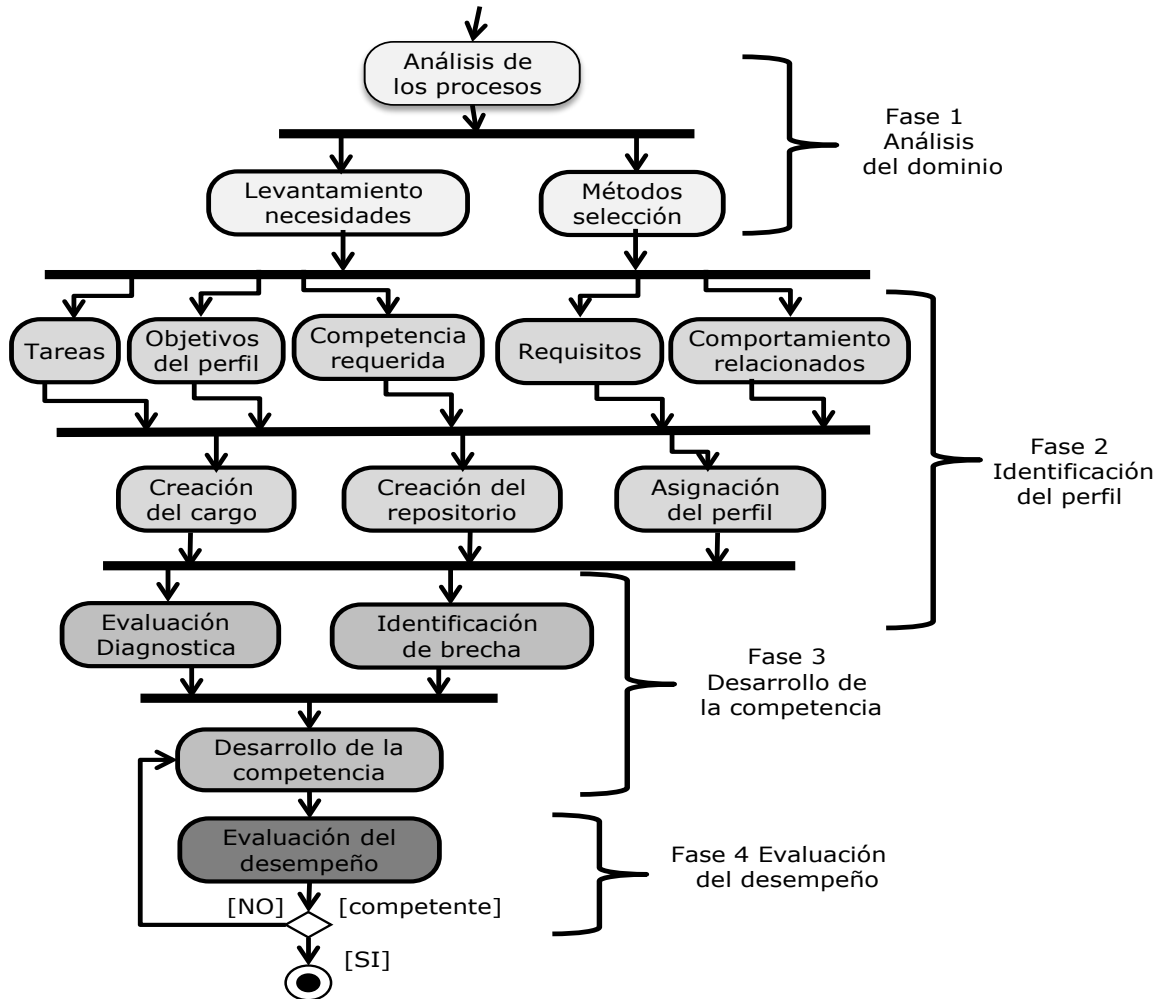 Análisis de
los procesos
Fase 1
Análisis
del dominio
Levantamiento
necesidades
Métodos
selección
Tareas
Objetivos
del perfil
Competencia
requerida
Requisitos
Comportamiento
relacionados
Fase 2
Identificación
del perfil
Creación
del cargo
Creación del
repositorio
Asignación
del perfil
Evaluación
Diagnostica
Identificación
de brecha
Fase 3
Desarrollo de
la competencia
Desarrollo de la
competencia
Evaluación del
desempeño
Fase 4 Evaluación
del desempeño
[NO]
[competente]
[SI]